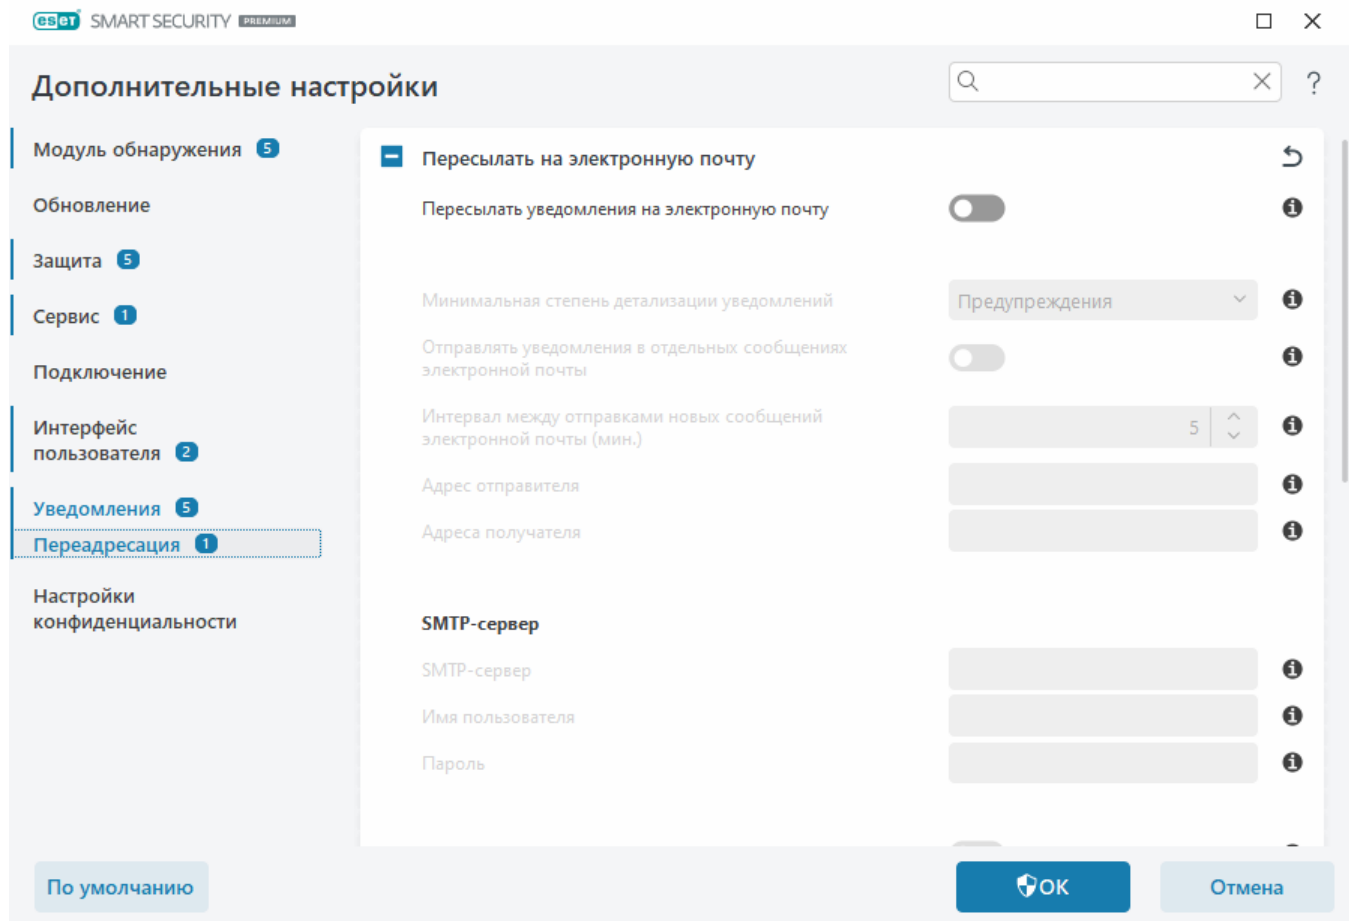 eset SMART SECURITY PREMIUM
Дополнительные настройки
?
Модуль обнаружения 5
Обновление
Защита 5
Сервис 1
Подключение
Интерфейс
пользователя 2
Уведомления 5
Переадресация 1
Настройки
конфиденциальности
Пересылать на электронную почту
Пересылать уведомления на электронную почту
Минимальная степень детализации уведомлений
Предупреждения
Отправлять уведомления в отдельных сообщениях
электронной почты
Интервал между отправками новых сообщений
электронной почты (мин.)
5
Адрес отправителя
Адреса получателя
SMTP-сервер
SMTP-сервер
Имя пользователя
Пароль
По умолчанию
ОК
Отмена